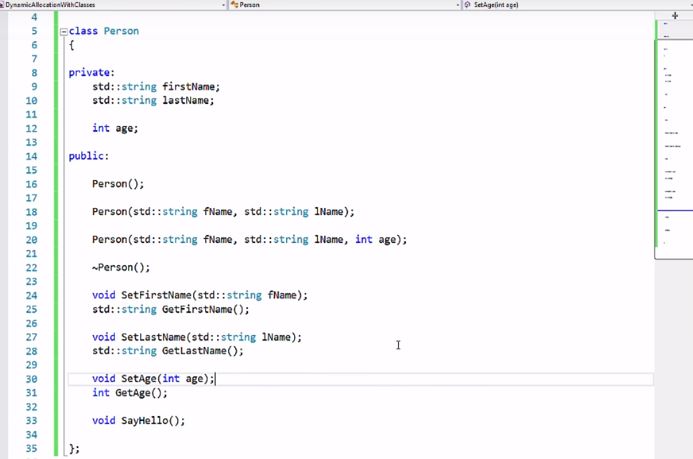 DynamicAllocationWithClasses Person SetAge(int age)
4
5 class Person
6 {
7
8 private:
9 std::string firstName;
10 std::string lastName;
11
12 int age;
13
14 public:
15
16 Person();
17
18 Person(std::string fName, std::string lName);
19
20 Person(std::string fName, std::string lName, int age);
21
22 ~Person();
23
24 void SetFirstName(std::string fName);
25 std::string GetFirstName();
26
27 void SetLastName(std::string lName);
28 std::string GetLastName();
29
30 void SetAge(int age);
31 int GetAge();
32
33 void SayHello();
34
35 };